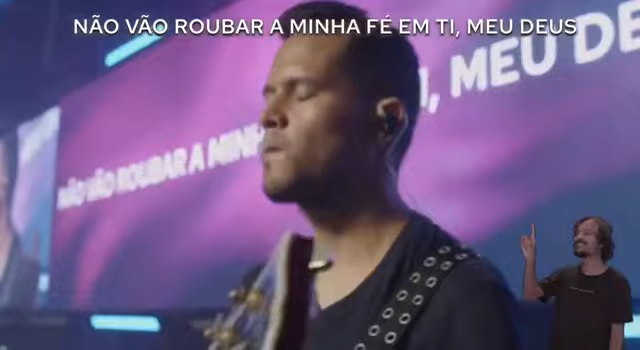 NÃO VÃO ROUBAR A MINHA FÉ EM TI, MEU DEUS
NÃO VÃO ROUBAR A MINH
I, MEU DE